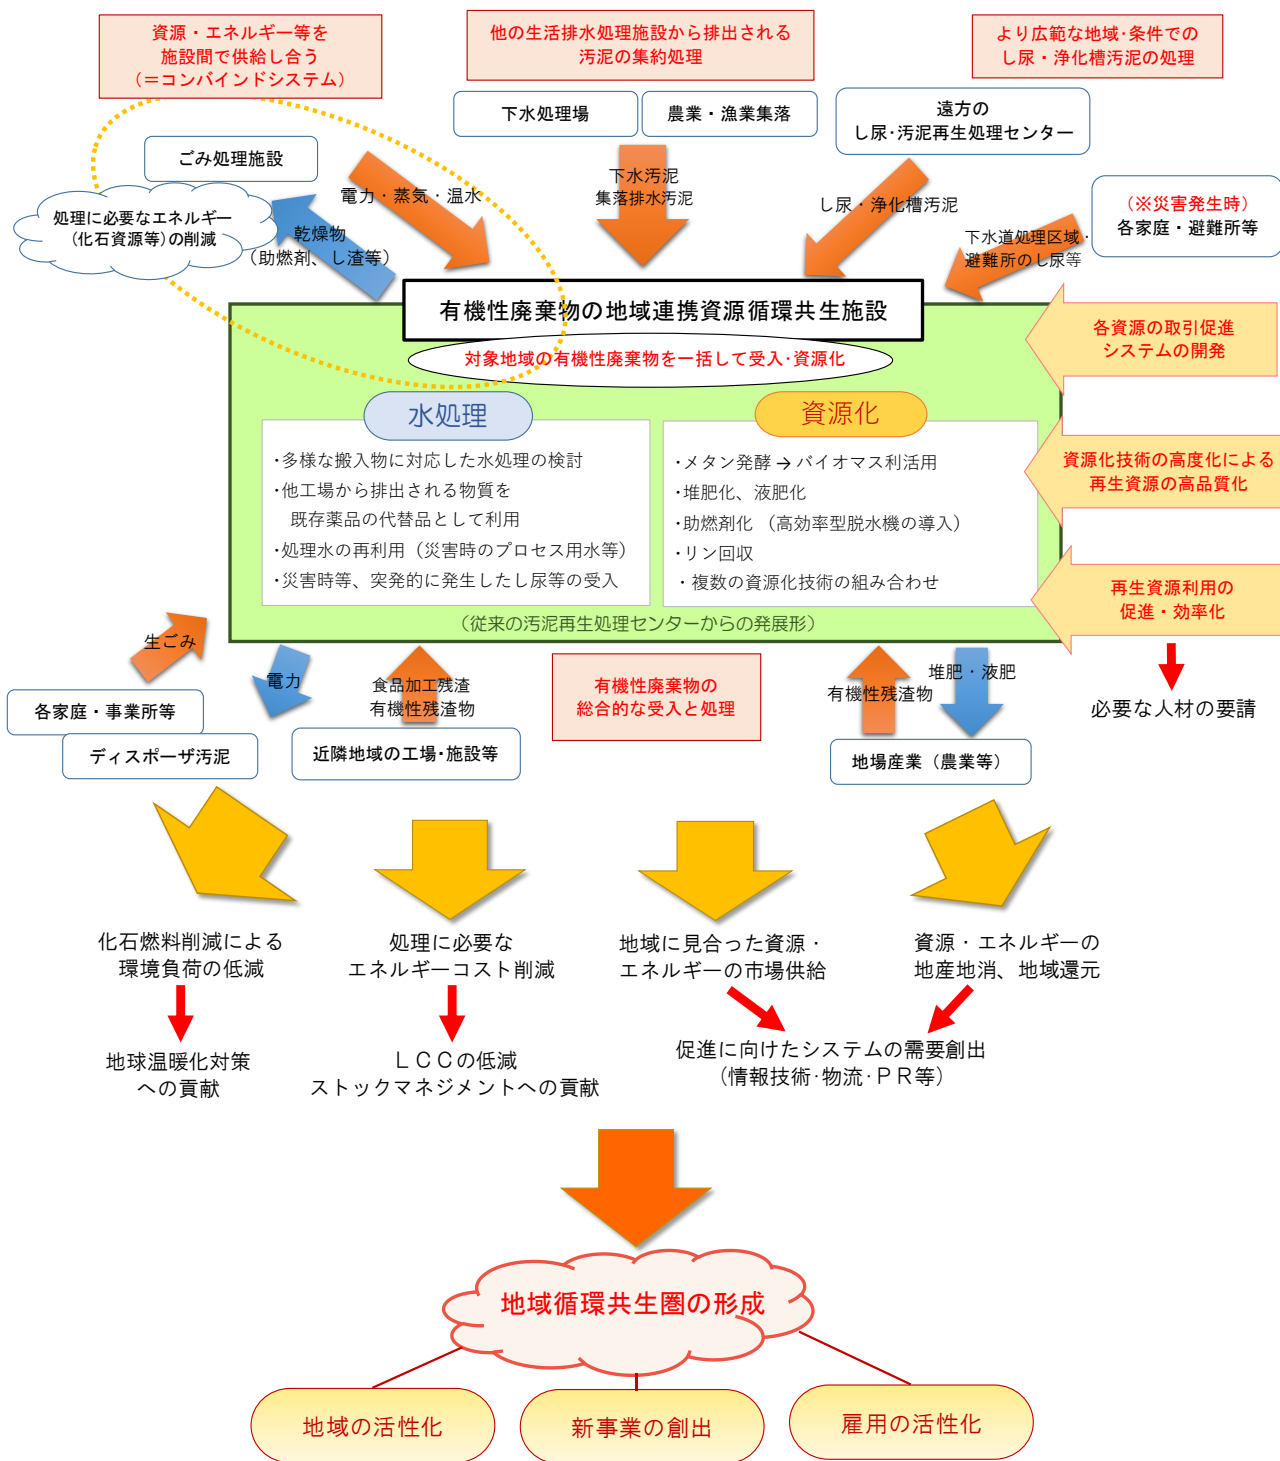 資源・エネルギー等を
施設間で供給し合う
（＝コンバインドシステム）
他の生活排水処理施設から排出される
汚泥の集約処理
より広範な地域・条件での
し尿・浄化槽汚泥の処理
下水処理場
農業・漁業集落
遠方の
し尿・汚泥再生処理センター
ごみ処理施設
処理に必要なエネルギー
（化石資源等）の削減
電力・蒸気・温水
乾燥物
（助燃剤、し渣等）
下水汚泥
集落排水汚泥
し尿・浄化槽汚泥
（※災害発生時）
各家庭・避難所等
下水道処理区域・
避難所のし尿等
有機性廃棄物の地域連携資源循環共生施設
対象地域の有機性廃棄物を一括して受入・資源化
各資源の取引促進
システムの開発
水処理
・多様な搬入物に対応した水処理の検討
・他工場から排出される物質を
既存薬品の代替品として利用
・処理水の再利用（災害時のプロセス用水等）
・災害時等、突発的に発生したし尿等の受入
資源化
・メタン発酵→バイオマス利活用
・堆肥化、液肥化
・助燃剤化（高効率型脱水機の導入）
・リン回収
・複数の資源化技術の組み合わせ
資源化技術の高度化による
再生資源の高品質化
再生資源利用の
促進・効率化
（従来の汚泥再生処理センターからの発展形）
生ごみ
電力
食品加工残渣
有機性残渣物
有機性廃棄物の
総合的な受入と処理
有機性残渣物
堆肥・液肥
必要な人材の要請
各家庭・事業所等
ディスポーザ汚泥
近隣地域の工場・施設等
地場産業（農業等）
化石燃料削減による
環境負荷の低減
処理に必要な
エネルギーコスト削減
地域に見合った資源・
エネルギーの市場供給
資源・エネルギーの
地産地消、地域還元
地球温暖化対策
への貢献
ＬＣＣの低減
ストックマネジメントへの貢献
促進に向けたシステムの需要創出
（情報技術・物流・ＰＲ等）
地域循環共生圏の形成
地域の活性化
新事業の創出
雇用の活性化